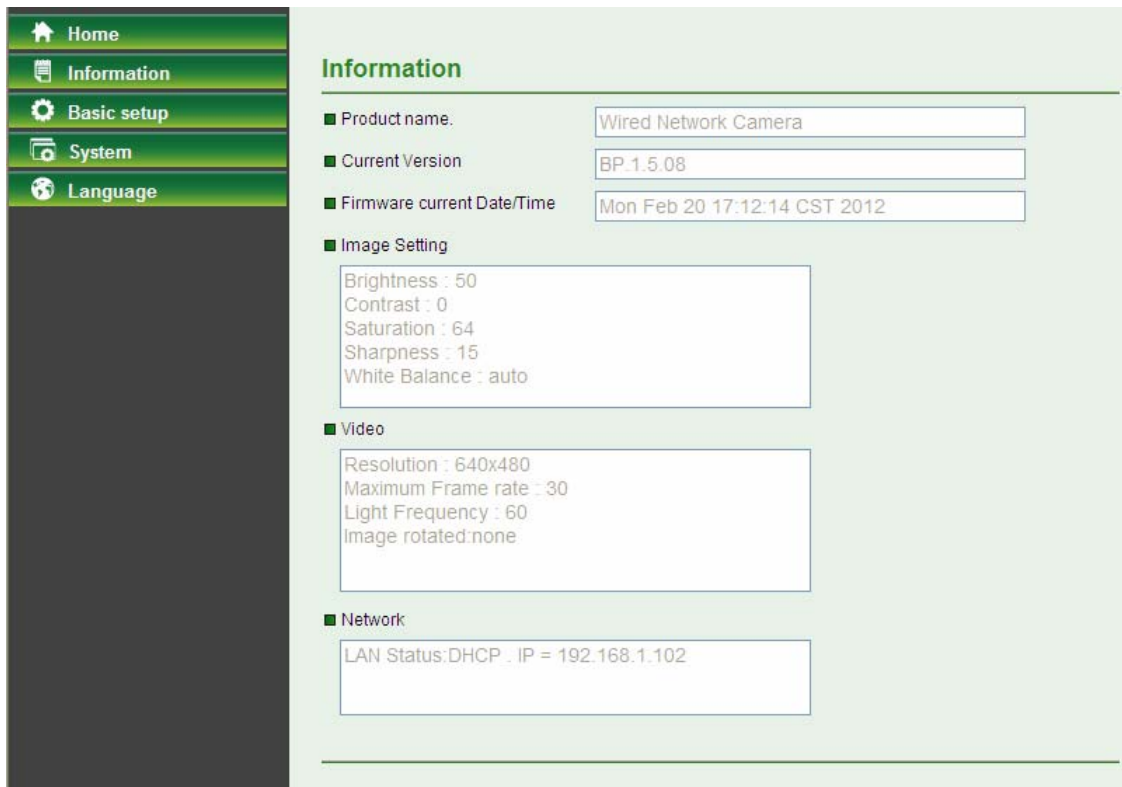 Home
Information
Basic setup
System
Language
Information
Product name.
Wired Network Camera
Current Version
BP.1.5.08
Firmware current Date/Time
Mon Feb 20 17:12:14 CST 2012
Image Setting
Brightness : 50
Contrast : 0
Saturation : 64
Sharpness : 15
White Balance : auto
Video
Resolution : 640x480
Maximum Frame rate : 30
Light Frequency : 60
Image rotated:none
Network
LAN Status:DHCP . IP = 192.168.1.102